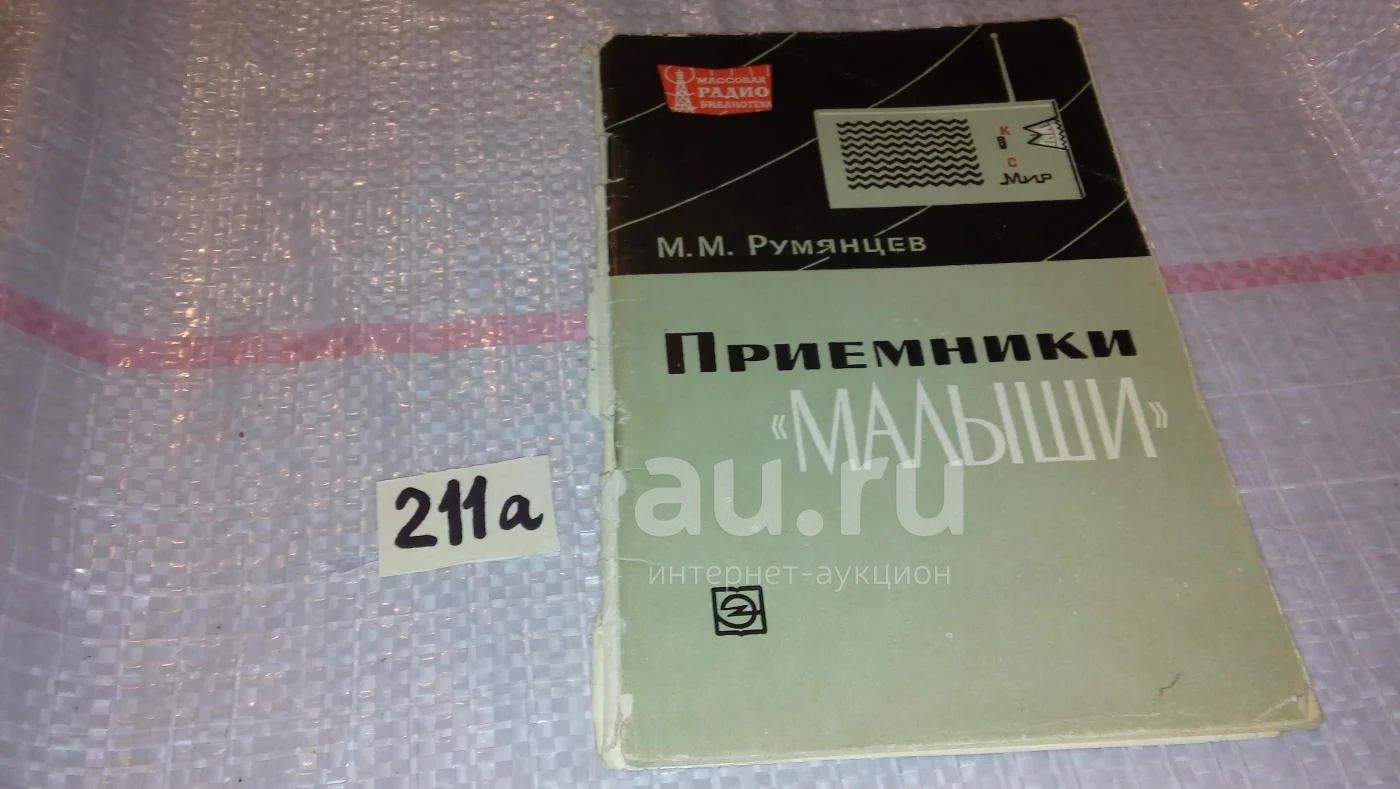 МАССОВАЯ
РАДИО
БИБЛИОТЕКА
К
С
Мир
М.М. Румянцев
Приемники
«МАЛЫШИ»
211а
au.ru
интернет-аукцион